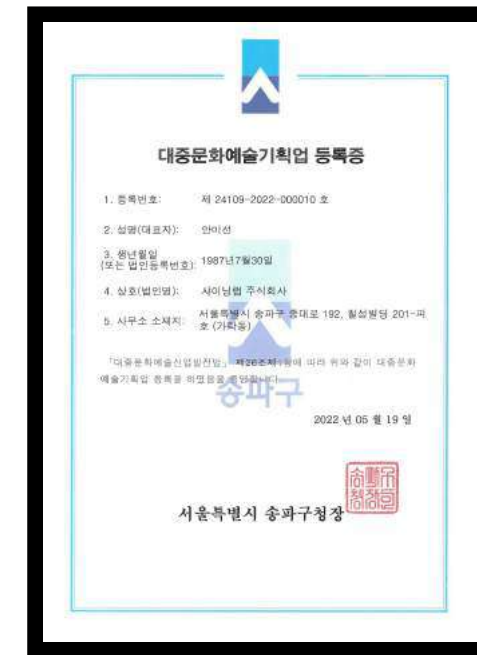 대중문화예술기획업 등록증
1. 등록번호: 제 24109-2022-000010 호
2. 성명(대표자): 안미선
3. 생년월일
(또는 법인등록번호): 1987년7월30일
4. 상호(법인명): 샤이닝랩 주식회사
5. 사무소 소재지: 서울특별시 송파구 중대로 192, 칠성빌딩 201-
호 (가락동)
「대중문화예술산업발전법」 제26조제1항에 따라 위와 같이 대중문화
예술기획업 등록을 하였음을 증명합니다.
송파구
2022 년 05 월 19 일
서울특별시 송파구청장